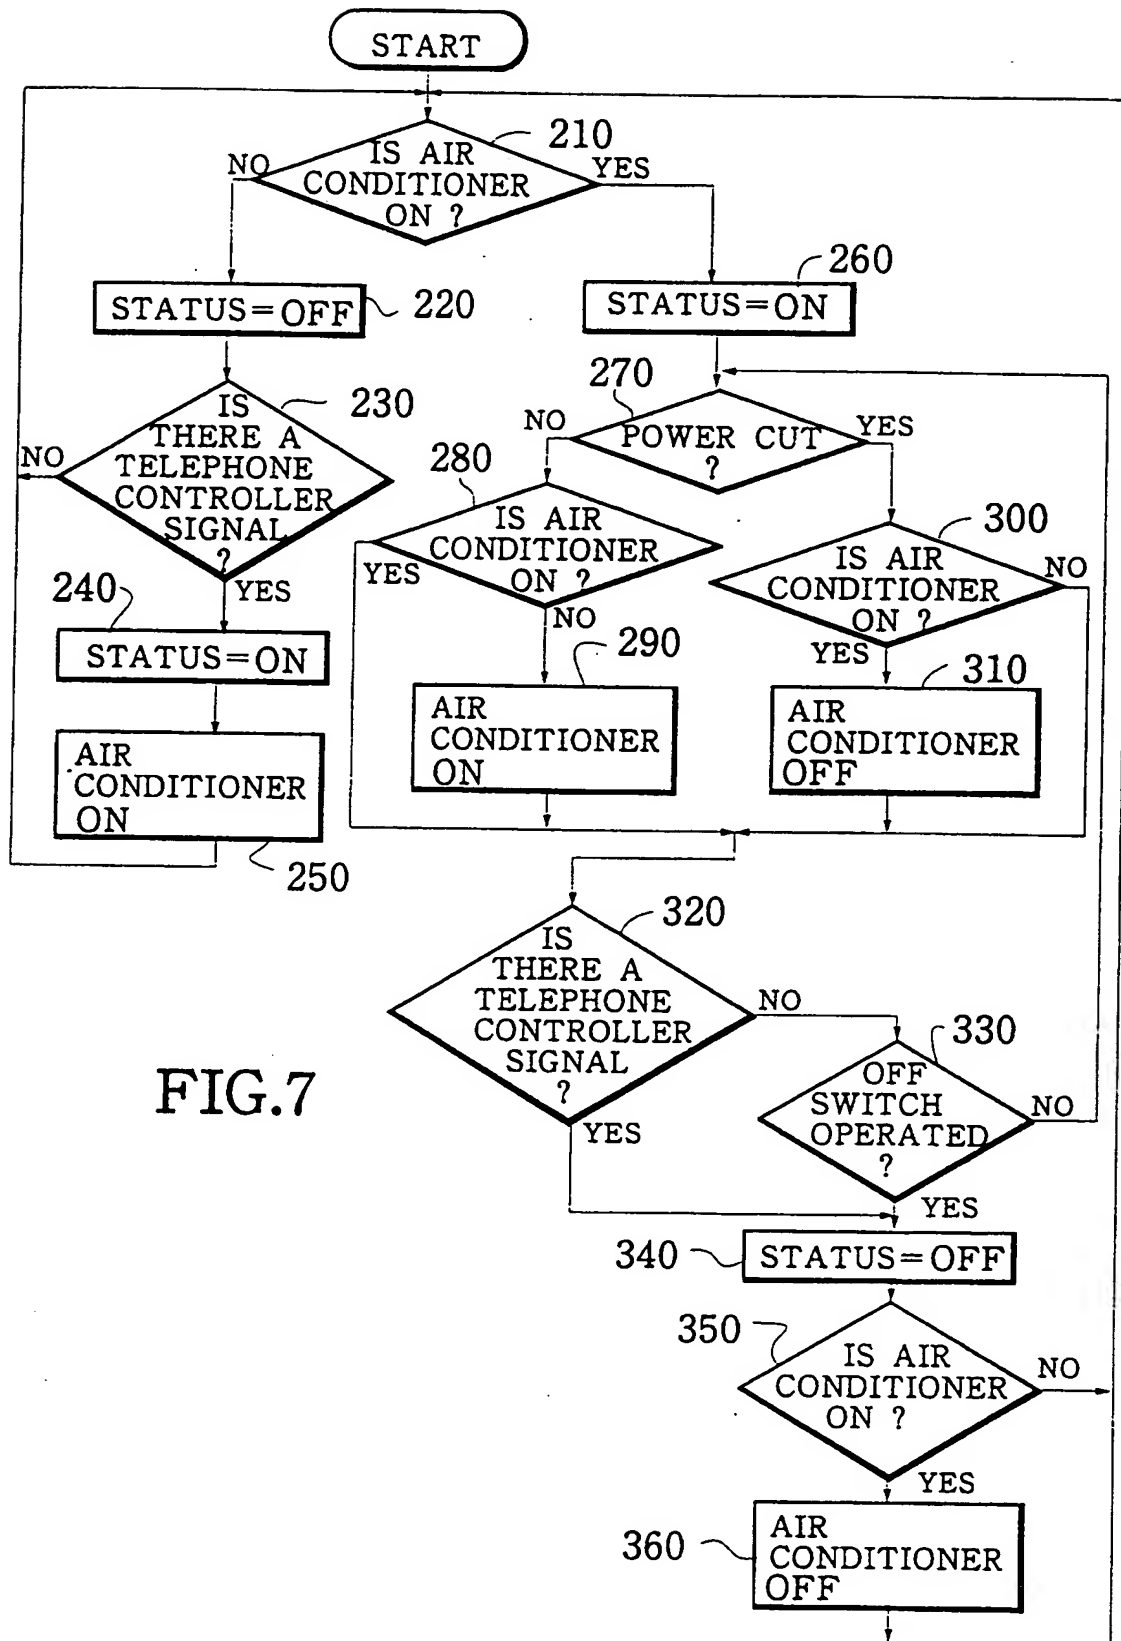 START
210
IS AIR
CONDITIONER
ON ?
NO
YES
260
STATUS=OFF
220
STATUS=ON
230
IS
THERE A
TELEPHONE
CONTROLLER
SIGNAL
?
NO
YES
270
POWER CUT
?
NO
YES
280
IS AIR
CONDITIONER
ON ?
YES
NO
300
IS AIR
CONDITIONER
ON ?
NO
YES
240
STATUS=ON
290
AIR
CONDITIONER
ON
310
AIR
CONDITIONER
OFF
AIR
CONDITIONER
ON
250
320
IS
THERE A
TELEPHONE
CONTROLLER
SIGNAL
?
NO
YES
330
OFF
SWITCH
OPERATED
?
NO
YES
FIG.7
340
STATUS=OFF
350
IS AIR
CONDITIONER
ON ?
NO
YES
360
AIR
CONDITIONER
OFF